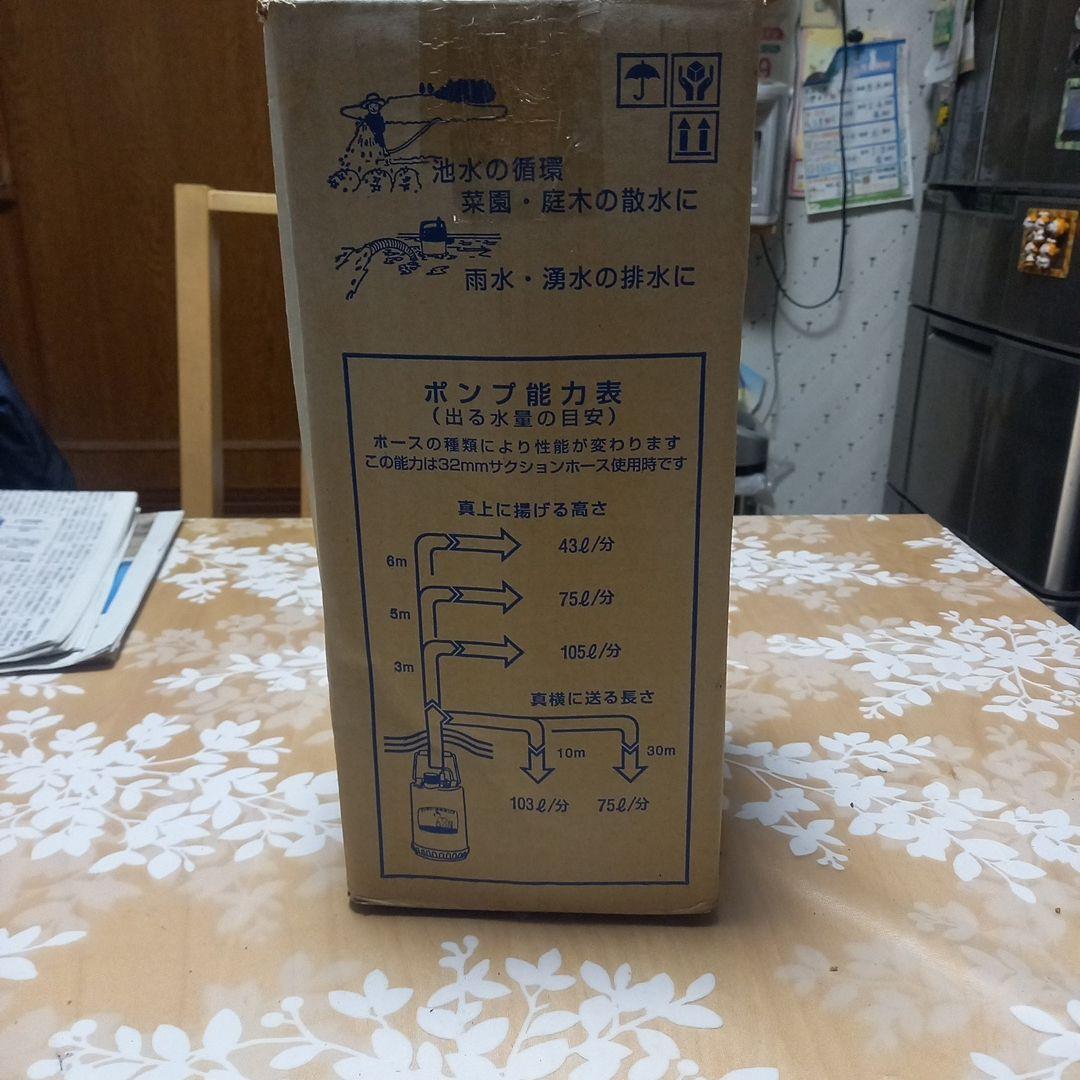 池水の循環
菜園・庭木の散水に
雨水・湧水の排水に
ポンプ能力表
(出る水量の目安)
ホースの種類により性能が変わります
この能力は32mmサクションホース使用時です
真上に揚げる高さ
6m 43ℓ/分
5m 75ℓ/分
3m 105ℓ/分
真横に送る長さ
10m 30m
103ℓ/分 75ℓ/分